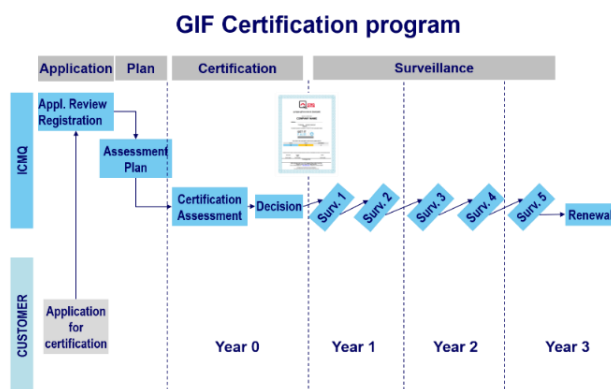 GIF Certification program
Application
Plan
Certification
Surveillance
ICMQ
Appl. Review
Registration
Assessment
Plan
Certification
Assessment
Decision
Surv. 1
Surv. 2
Surv. 3
Surv. 4
Surv. 5
Renewal
CUSTOMER
Application
for
certification
Year 0
Year 1
Year 2
Year 3